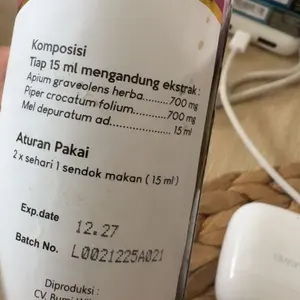 Komposisi
Tiap 15 ml mengandung ekstrak :
Apium graveolens herba.......... 700 mg
Piper crocatum folium........... 700 mg
Mel depuratum ad................. 15 ml
Aturan Pakai
2 x sehari 1 sendok makan ( 15 ml )
Exp.date 12.27
Batch No. L0021225A021
Diproduksi :